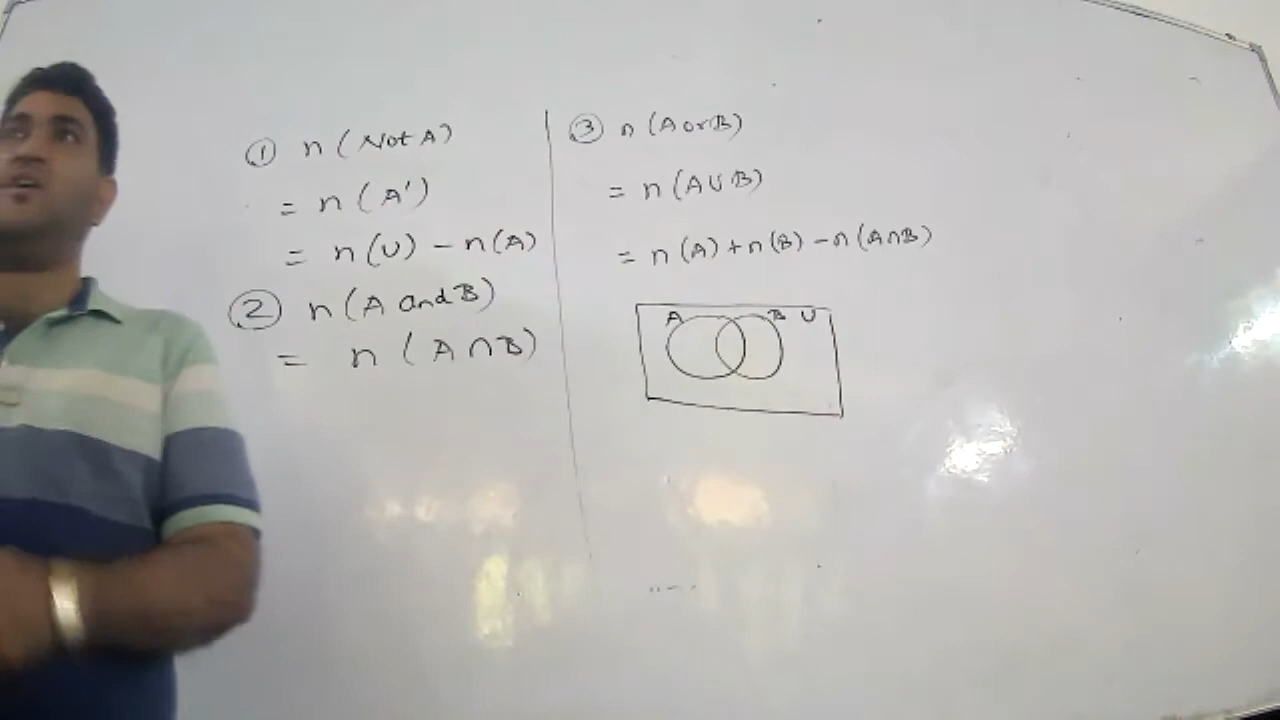 ① n (Not A)
= n (A')
= n(U) - n(A)
② n (A and B)
= n (A∩B)
③ n (A or B)
= n (A∪B)
= n (A) + n(B) - n(A∩B)
A B U